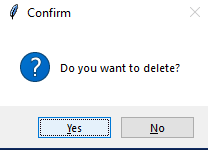 Confirm
Do you want to delete?
Yes
No